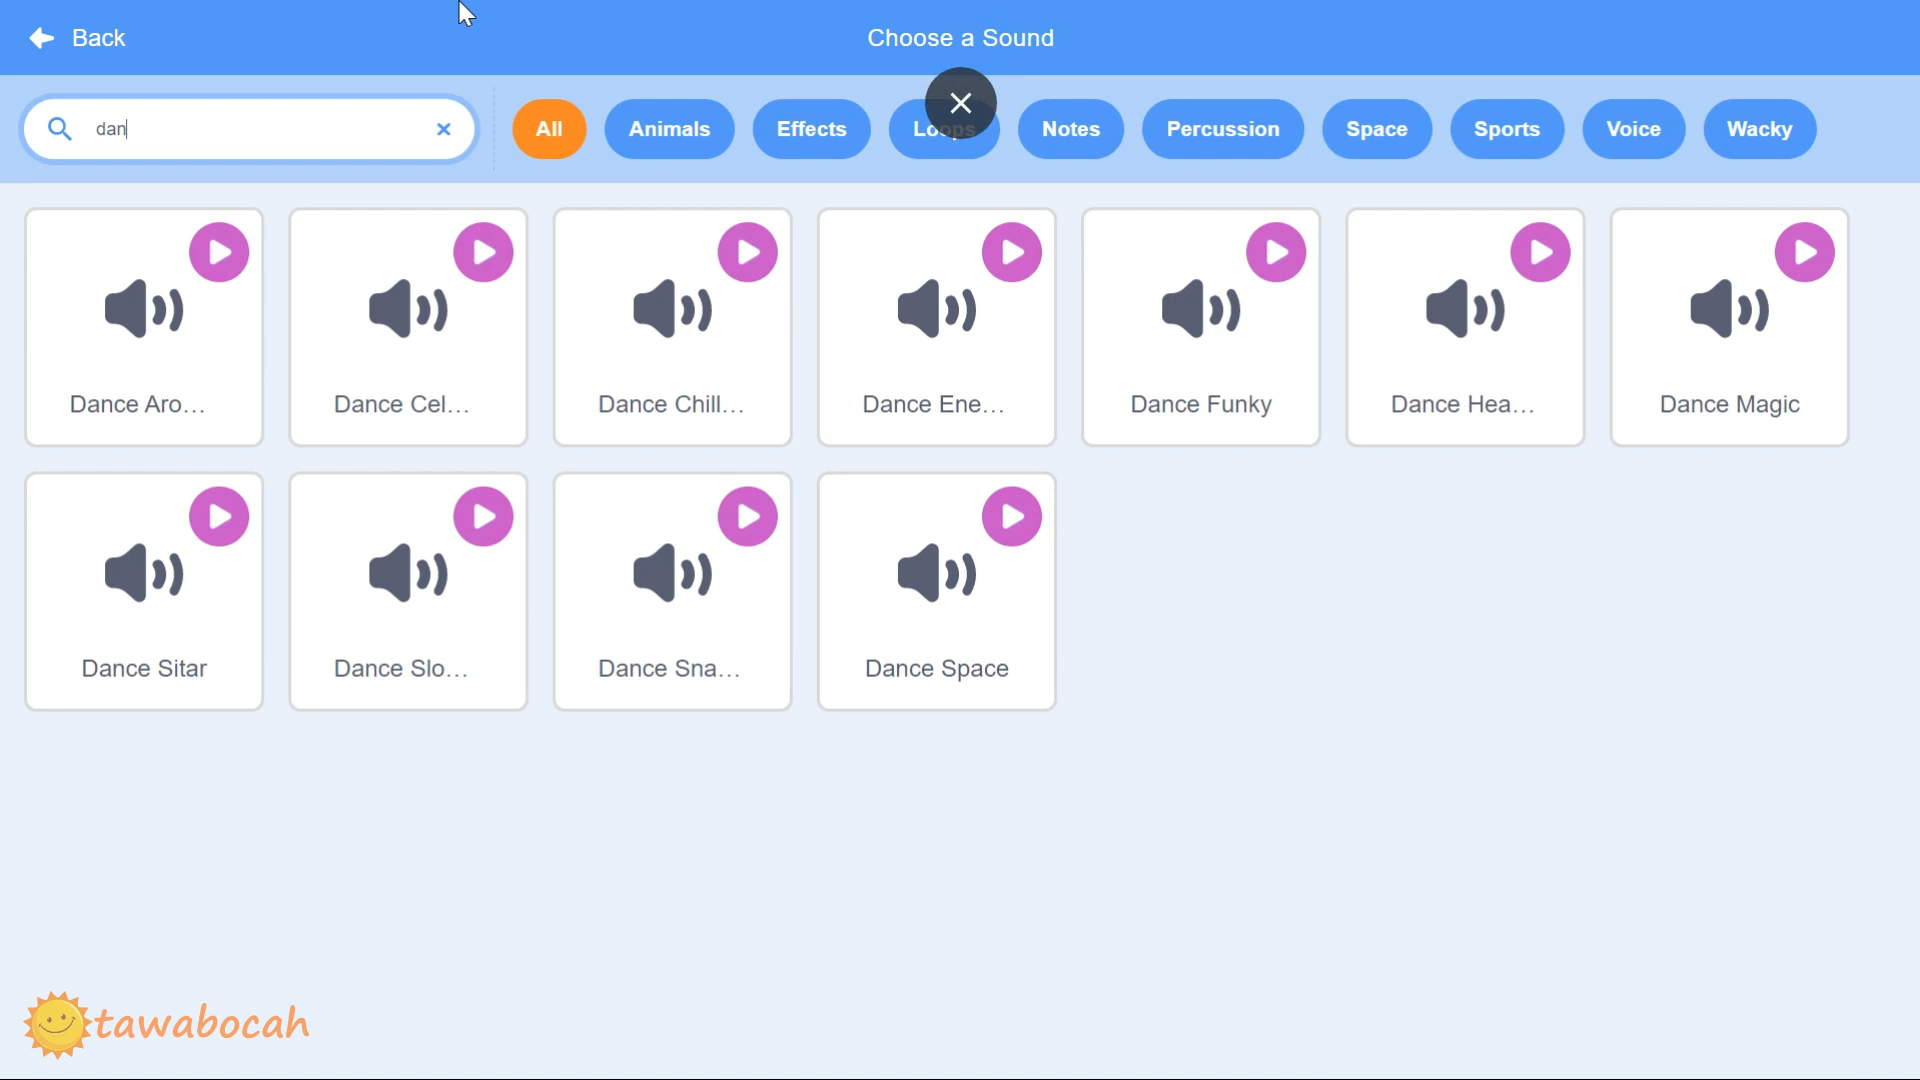 Back
Choose a Sound
dan
All
Animals
Effects
Loops
Notes
Percussion
Space
Sports
Voice
Wacky
Dance Aro...
Dance Cel...
Dance Chill...
Dance Ene...
Dance Funky
Dance Hea...
Dance Magic
Dance Sitar
Dance Slo...
Dance Sna...
Dance Space
tawabocah